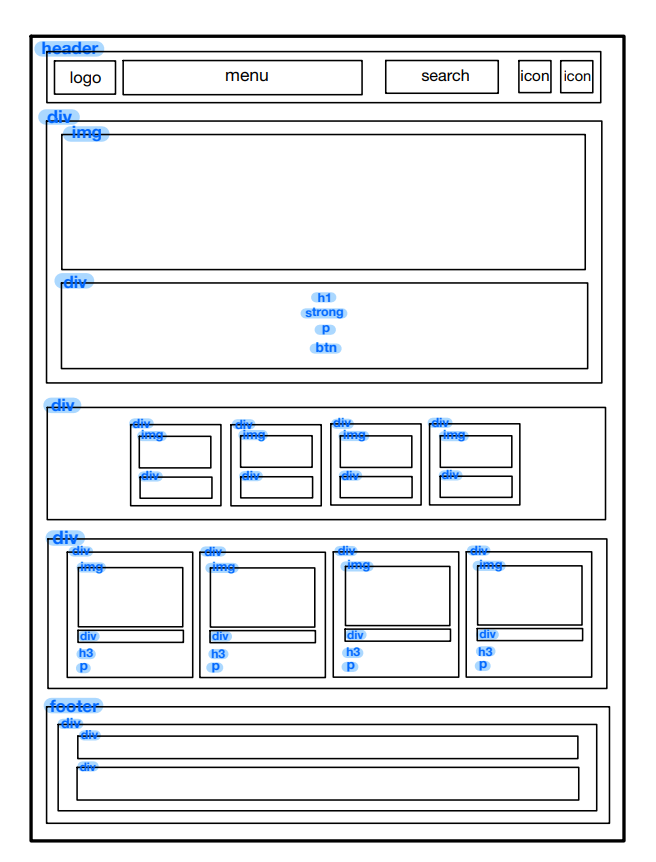 header
logo menu search icon icon
div
img
div
h1
strong
p
btn
div
div div div div
img img img img
div div div div
div
div div div div
img img img img
div div div div
h3 h3 h3 h3
p p p p
footer
div
div
div